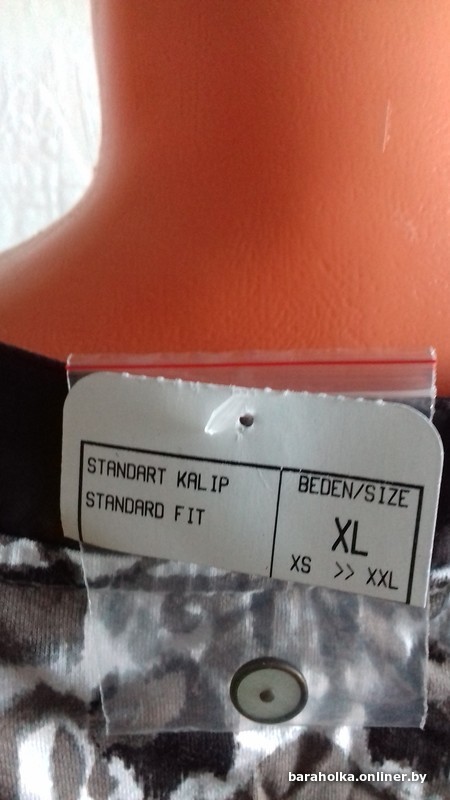 STANDART KALIP
STANDARD FIT
BEDEN/SIZE
XL
XS >> XXL
baraholka.onliner.by